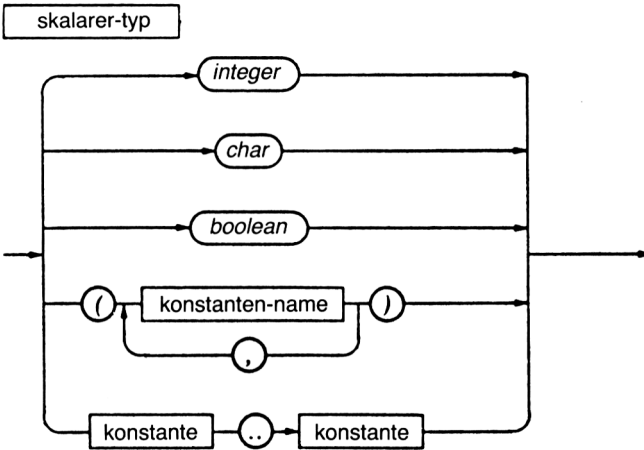 skalarer-typ
integer
char
boolean
( konstanten-name )
,
konstante .. konstante